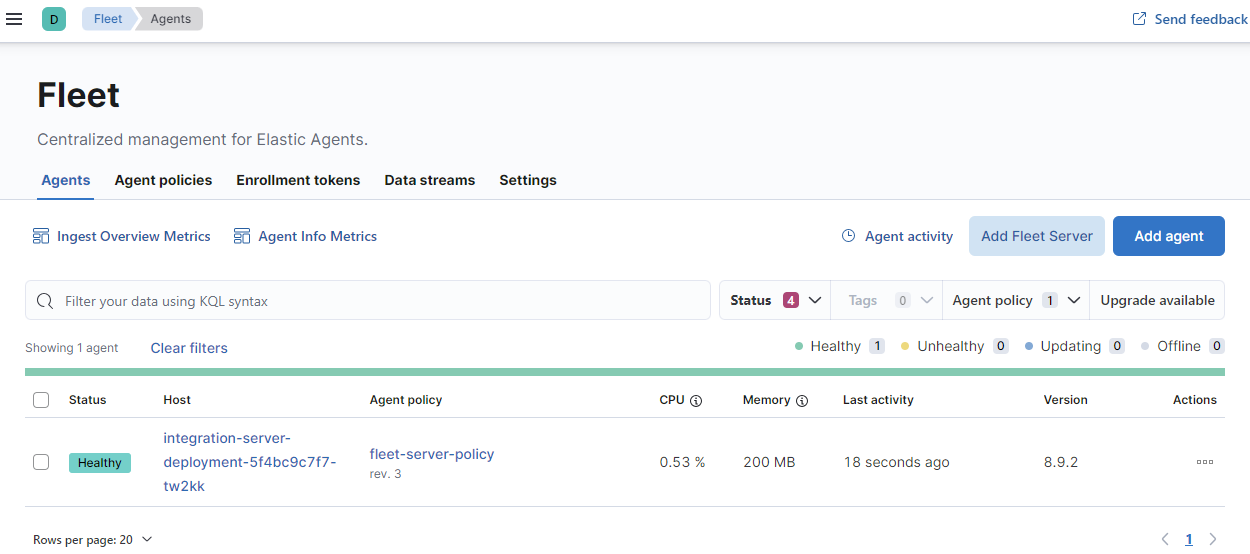 D Fleet Agents Send feedback
Fleet
Centralized management for Elastic Agents.
Agents Agent policies Enrollment tokens Data streams Settings
Ingest Overview Metrics Agent Info Metrics Agent activity Add Fleet Server Add agent
Filter your data using KQL syntax Status 4 Tags 0 Agent policy 1 Upgrade available
Showing 1 agent Clear filters Healthy 1 Unhealthy 0 Updating 0 Offline 0
Status Host Agent policy CPU Memory Last activity Version Actions
integration-server-
Healthy deployment-5f4bc9c7f7- fleet-server-policy 0.53 % 200 MB 18 seconds ago 8.9.2
tw2kk rev. 3
Rows per page: 20 1